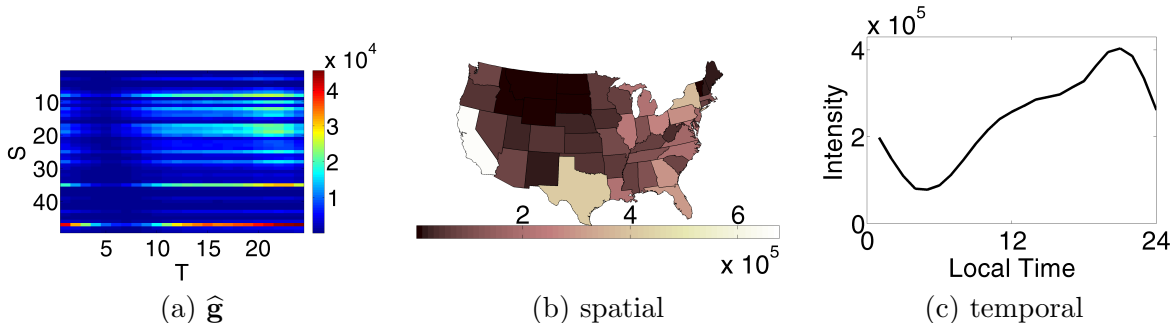 x 10^4
4
3
2
1
10
20
30
40
S
5 10 15 20
T
(a) ĝ
2 4 6
x 10^5
(b) spatial
x 10^5
4
2
0
Intensity
0 12 24
Local Time
(c) temporal